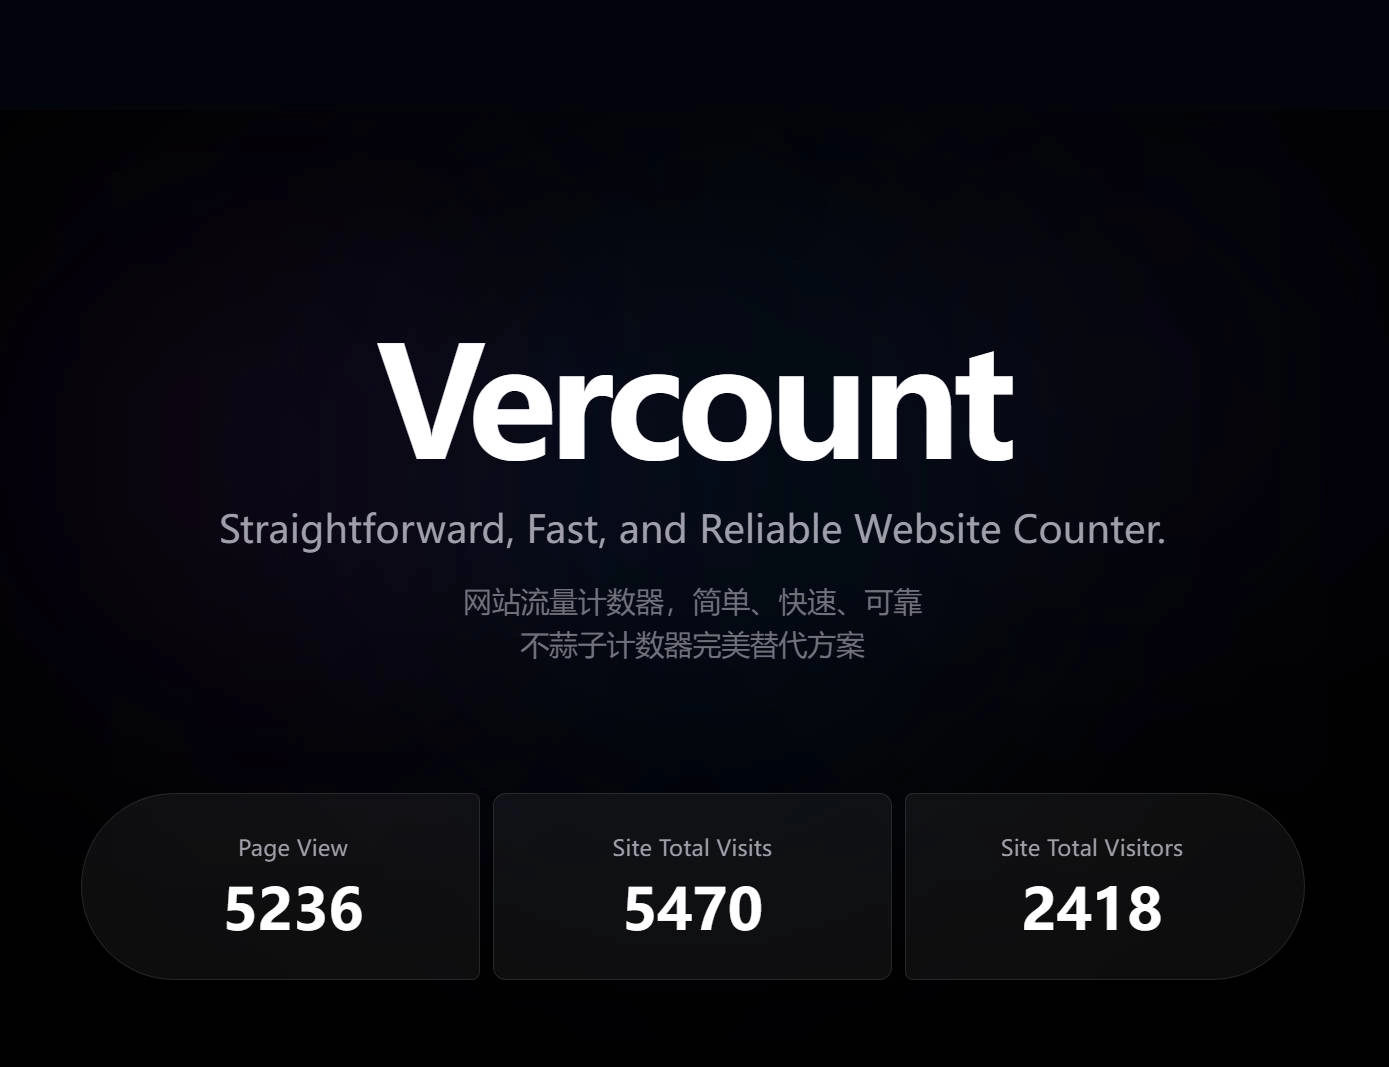 Vercount
Straightforward, Fast, and Reliable Website Counter.
网站流量计数器，简单、快速、可靠
不蒜子计数器完美替代方案
Page View
5236
Site Total Visits
5470
Site Total Visitors
2418